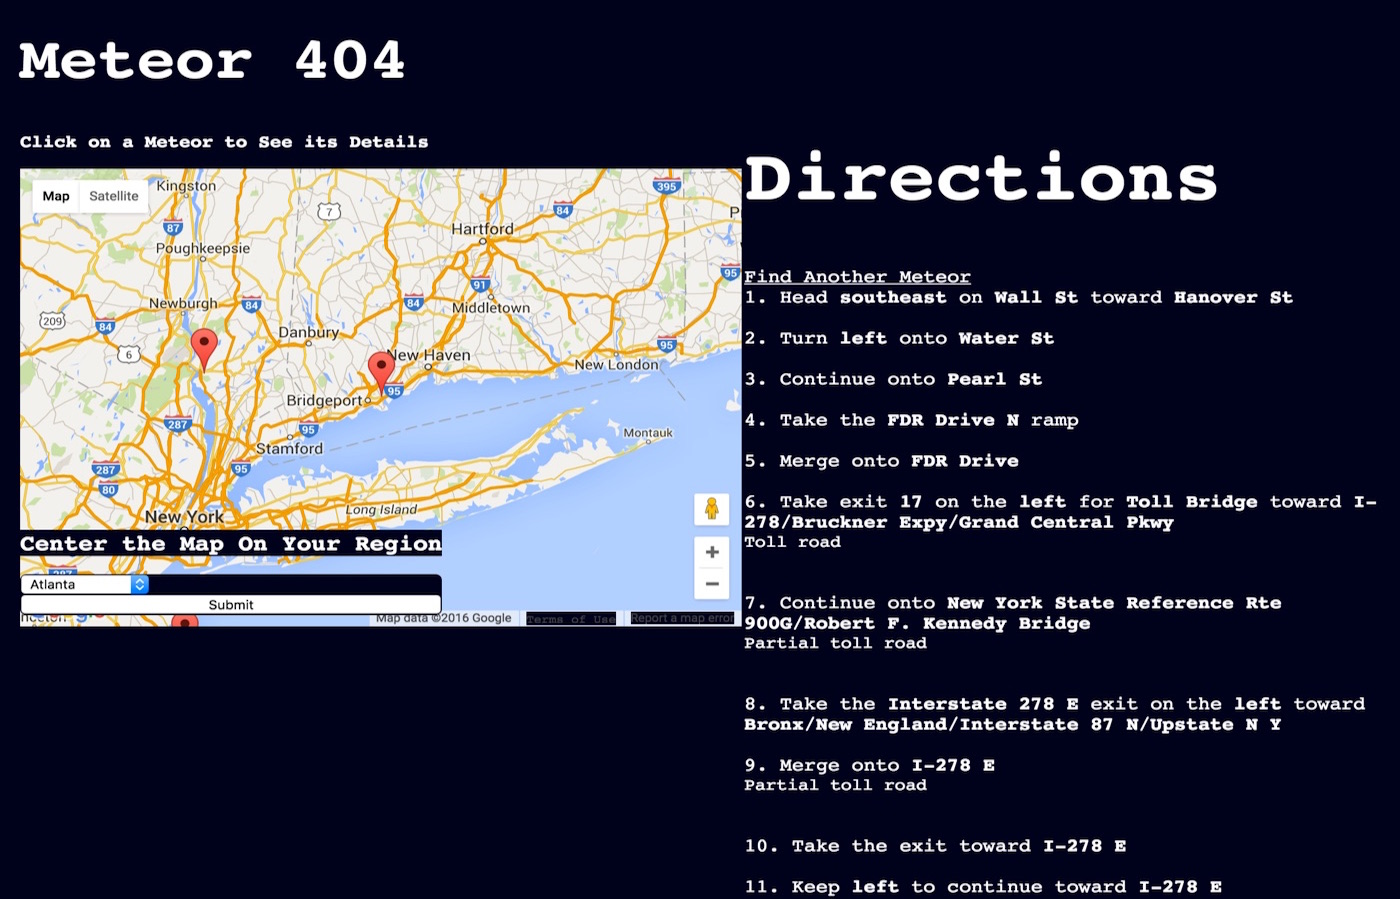 Meteor 404
Click on a Meteor to See its Details
Map Satellite
Kingston
395
7
84
P
87
Hartford
Poughkeepsie
95
91
Newburgh
84
84
Middletown
209
84
Danbury
6
95
New Haven
New London
95
Bridgeport
287
95
Montauk
Stamford
95
287
80
Long Island
New York
Center the Map On Your Region
287
Atlanta
Submit
Map data ©2016 Google Terms of Use Report a map error
Directions
Find Another Meteor
1. Head southeast on Wall St toward Hanover St
2. Turn left onto Water St
3. Continue onto Pearl St
4. Take the FDR Drive N ramp
5. Merge onto FDR Drive
6. Take exit 17 on the left for Toll Bridge toward I-
278/Bruckner Expy/Grand Central Pkwy
Toll road
7. Continue onto New York State Reference Rte
900G/Robert F. Kennedy Bridge
Partial toll road
8. Take the Interstate 278 E exit on the left toward
Bronx/New England/Interstate 87 N/Upstate N Y
9. Merge onto I-278 E
Partial toll road
10. Take the exit toward I-278 E
11. Keep left to continue toward I-278 E